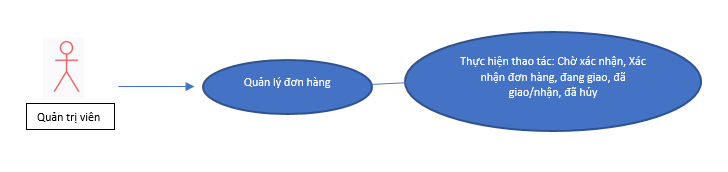 Quản trị viên
Quản lý đơn hàng
Thực hiện thao tác: Chờ xác nhận, Xác
nhận đơn hàng, đang giao, đã
giao/nhận, đã hủy